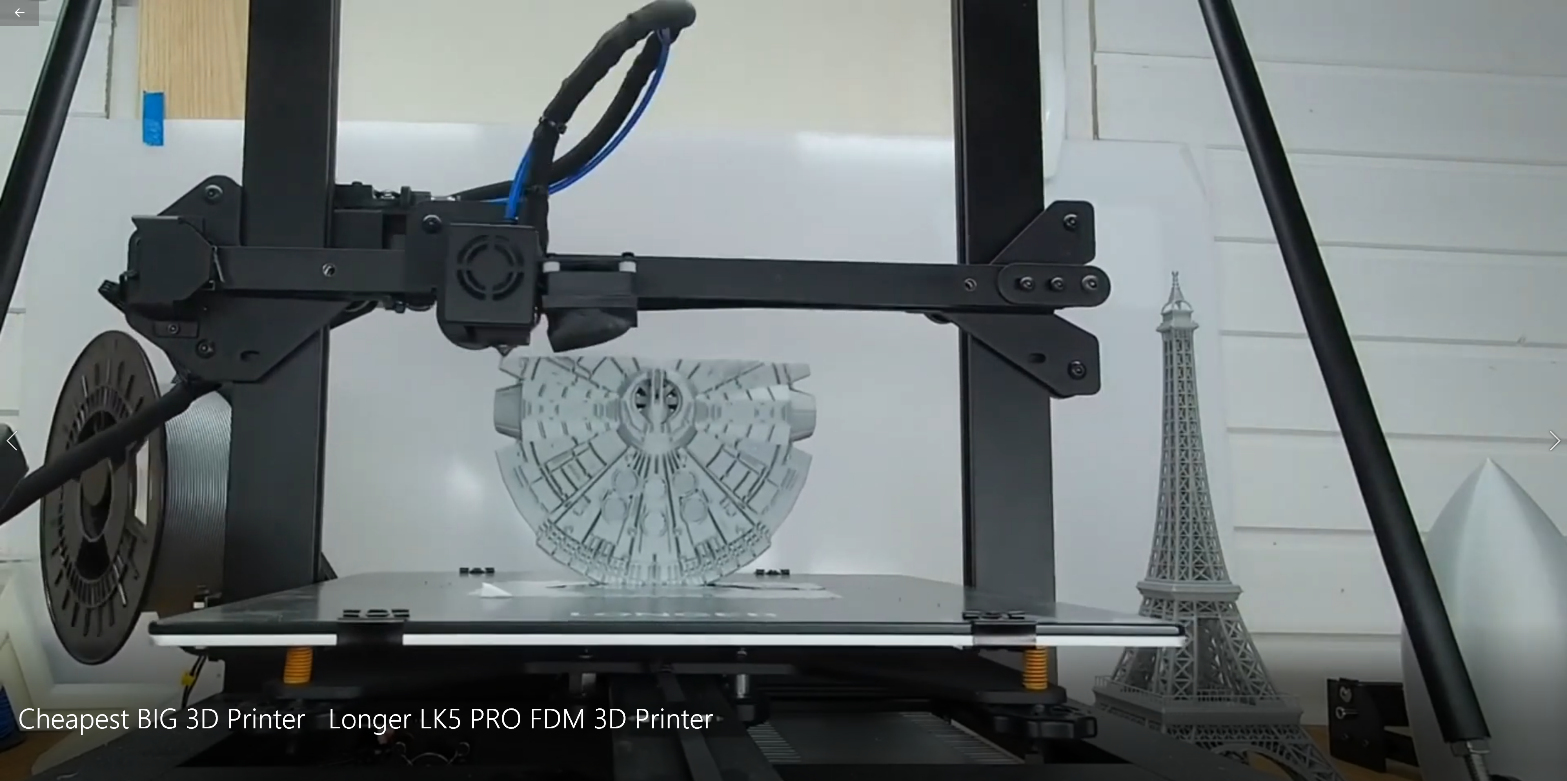 Cheapest BIG 3D Printer   Longer LK5 PRO FDM 3D Printer